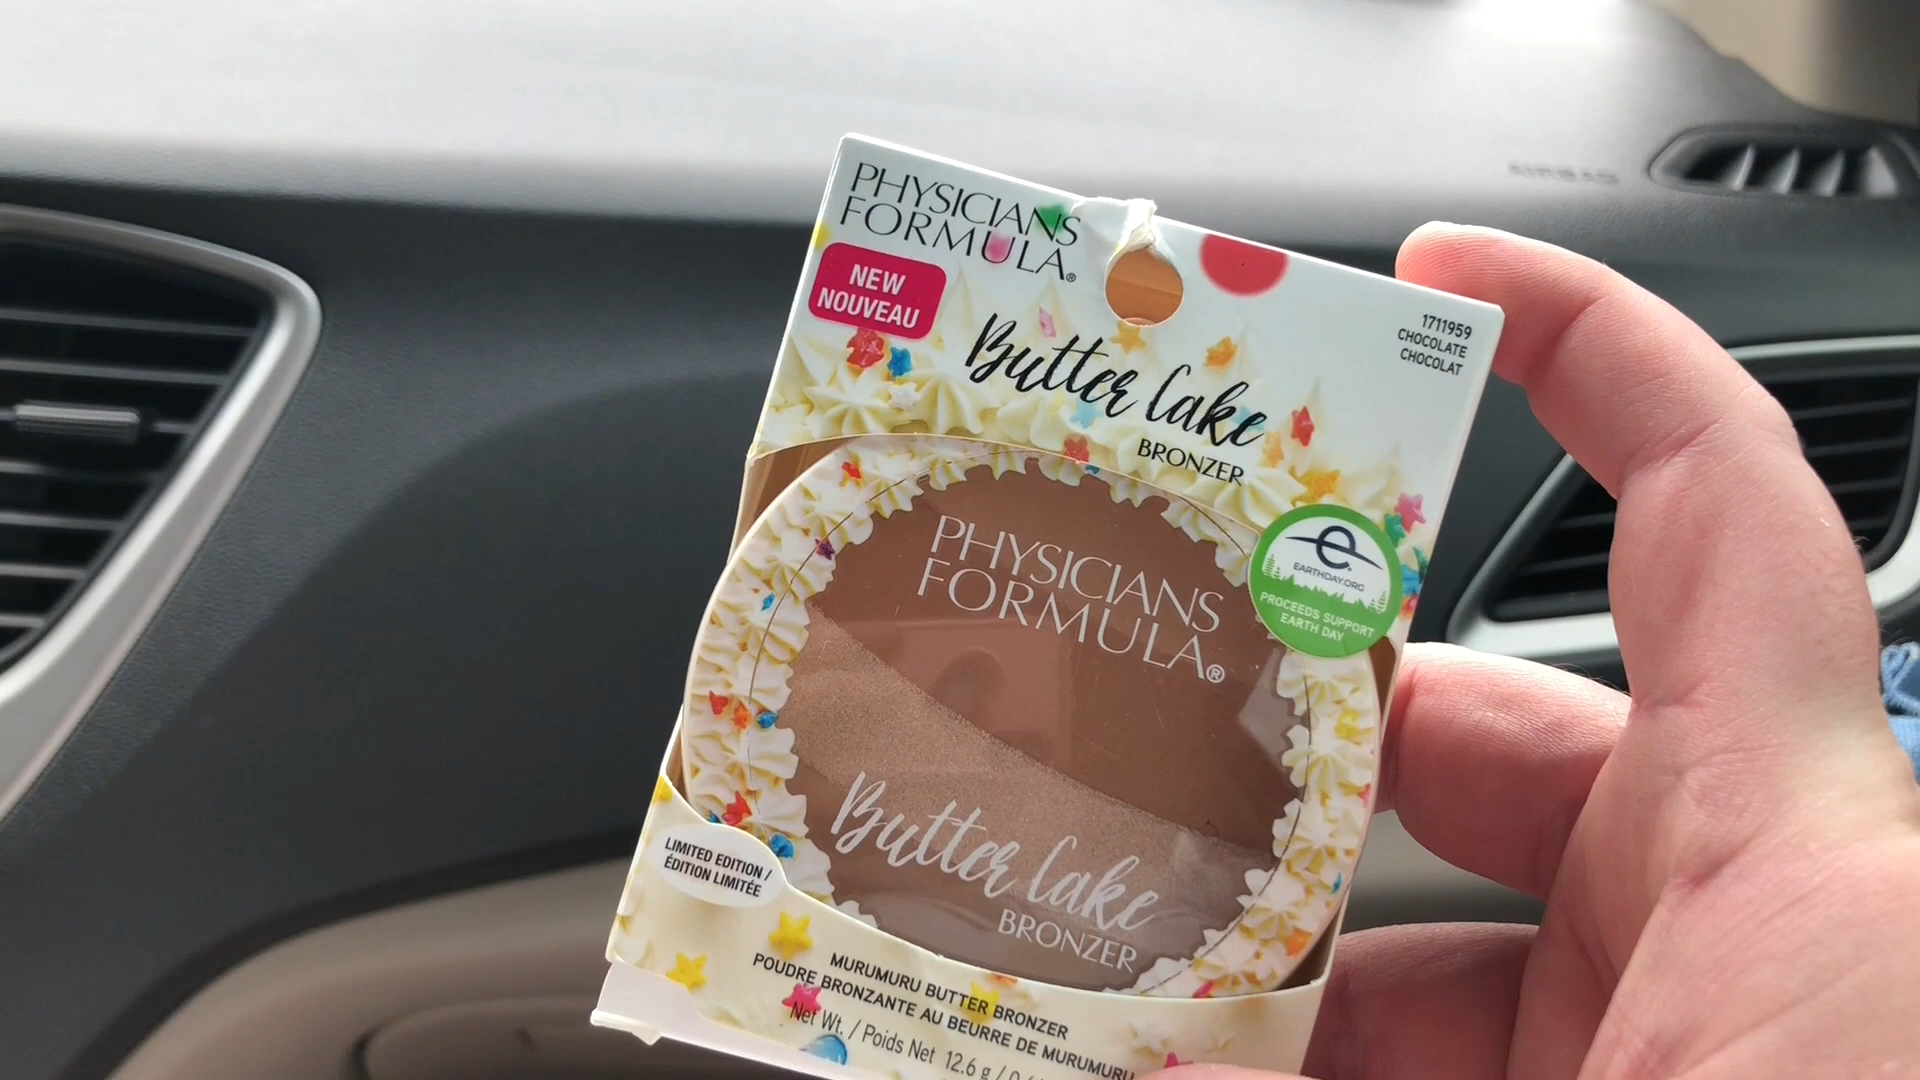 PHYSICIANS
FORMULA®
NEW
NOUVEAU
1711959
CHOCOLATE
CHOCOLAT
Butter Cake
BRONZER
PHYSICIANS
FORMULA®
e
EARTHDAY.ORG
PROCEEDS SUPPORT
EARTH DAY
Butter Cake
BRONZER
LIMITED EDITION /
ÉDITION LIMITÉE
MURUMURU BUTTER BRONZER
POUDRE BRONZANTE AU BEURRE DE MURUMURU
Net Wt. / Poids Net 12.6 g /
AIRBAG